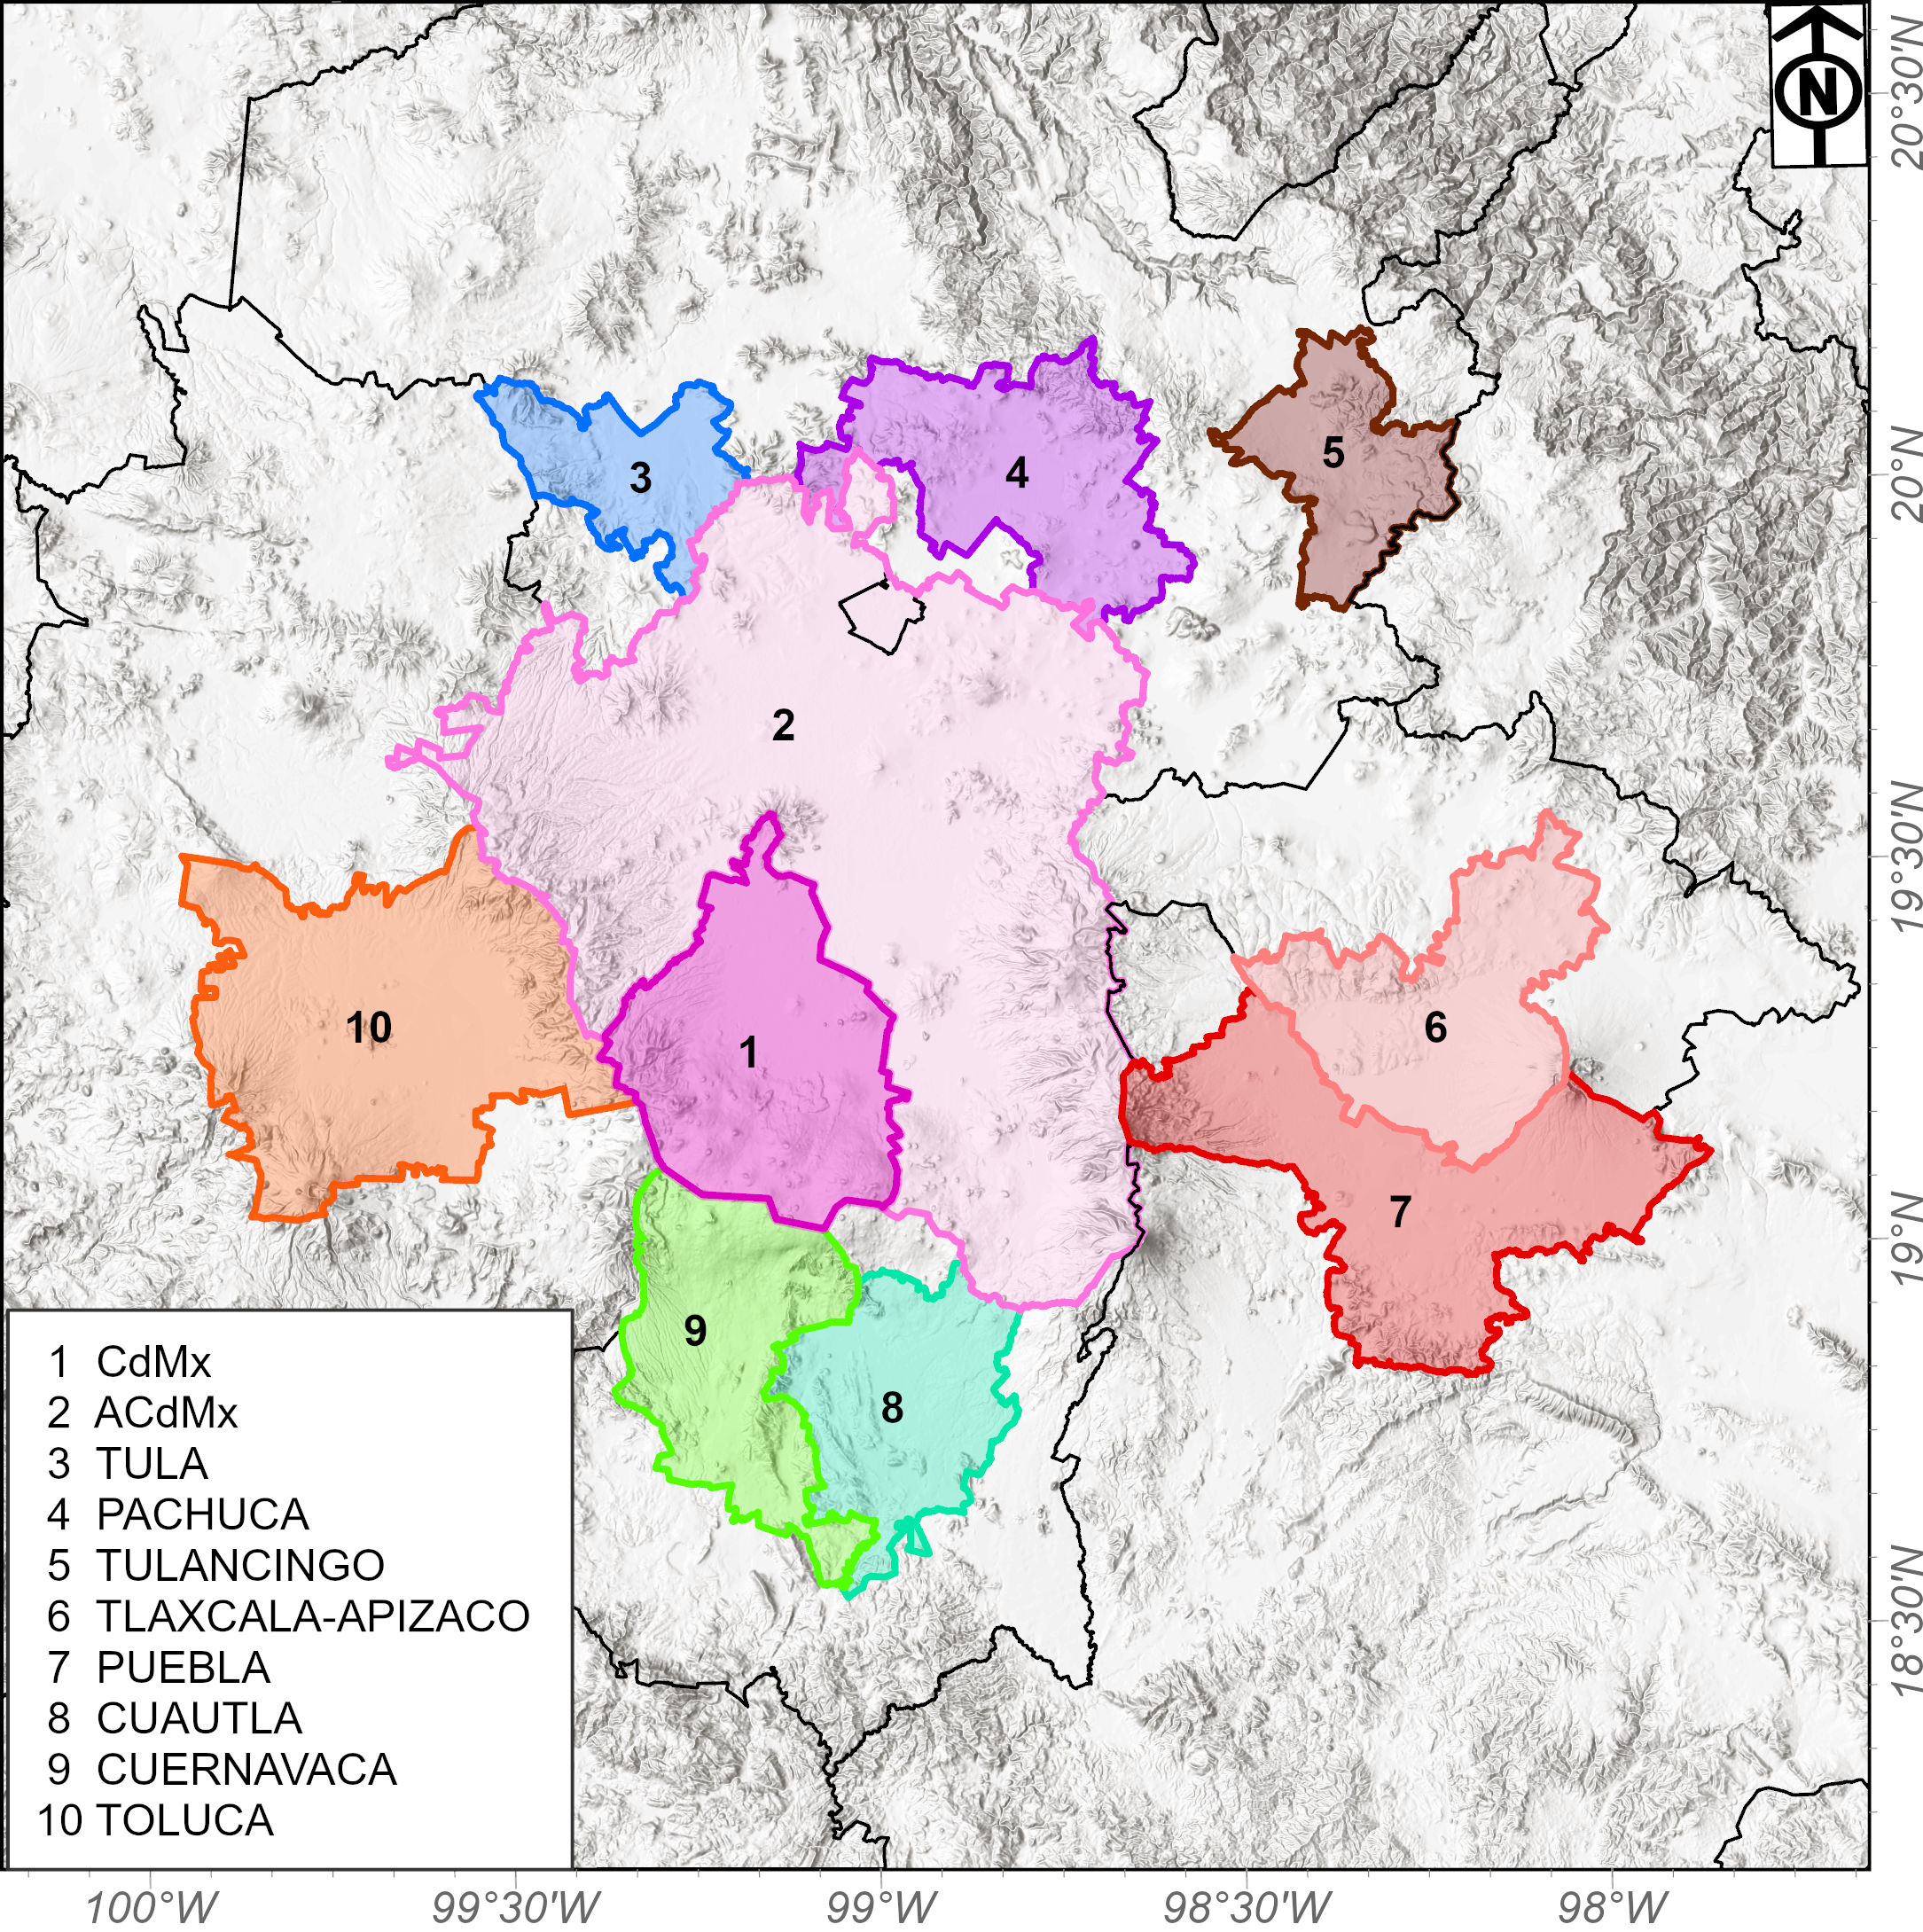 N
20°30'N
3
4
5
20°N
2
19°30'N
10
1
6
7
19°N
9
8
1 CdMx
2 ACdMx
3 TULA
4 PACHUCA
5 TULANCINGO
6 TLAXCALA-APIZACO
7 PUEBLA
8 CUAUTLA
9 CUERNAVACA
10 TOLUCA
18°30'N
100°W 99°30'W 99°W 98°30'W 98°W